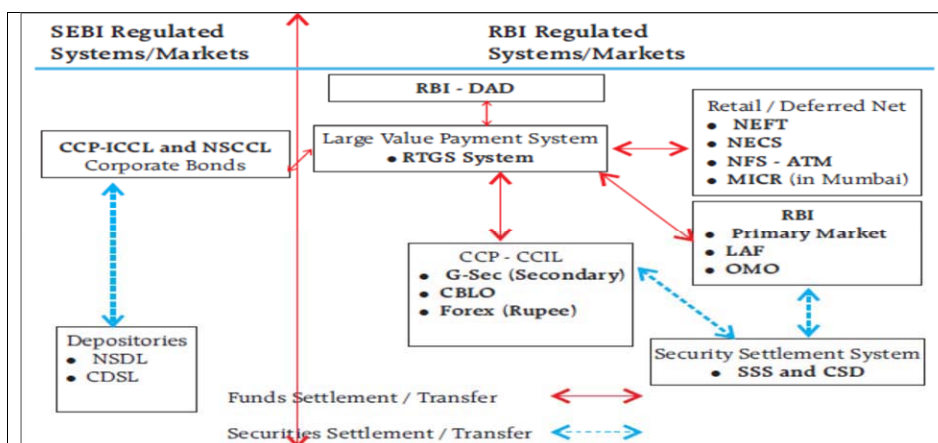 SEBI Regulated
Systems/Markets
RBI Regulated
Systems/Markets
RBI - DAD
Large Value Payment System
● RTGS System
Retail / Deferred Net
● NEFT
● NECS
● NFS - ATM
● MICR (in Mumbai)
CCP-ICCL and NSCCL
Corporate Bonds
RBI
● Primary Market
● LAF
● OMO
CCP - CCIL
● G-Sec (Secondary)
● CBLO
● Forex (Rupee)
Depositories
● NSDL
● CDSL
Security Settlement System
● SSS and CSD
Funds Settlement / Transfer
Securities Settlement / Transfer